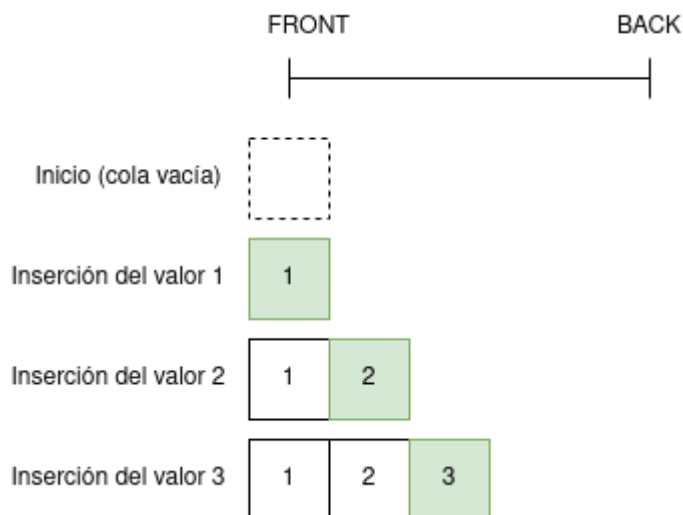 FRONT BACK
Inicio (cola vacía)
Inserción del valor 1 1
Inserción del valor 2 1 2
Inserción del valor 3 1 2 3